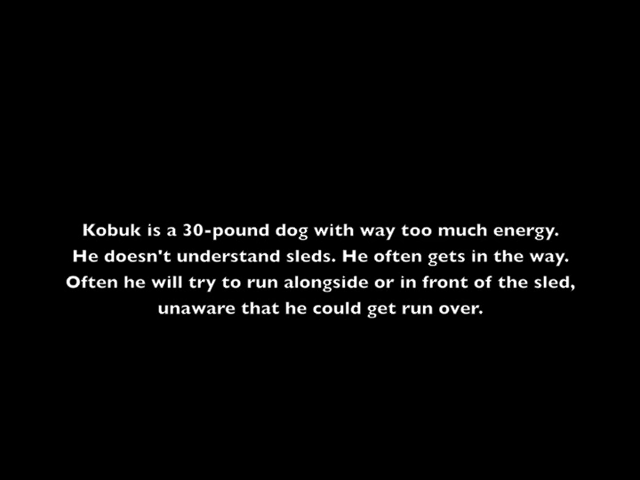 Kobuk is a 30-pound dog with way too much energy.
He doesn't understand sleds. He often gets in the way.
Often he will try to run alongside or in front of the sled,
unaware that he could get run over.